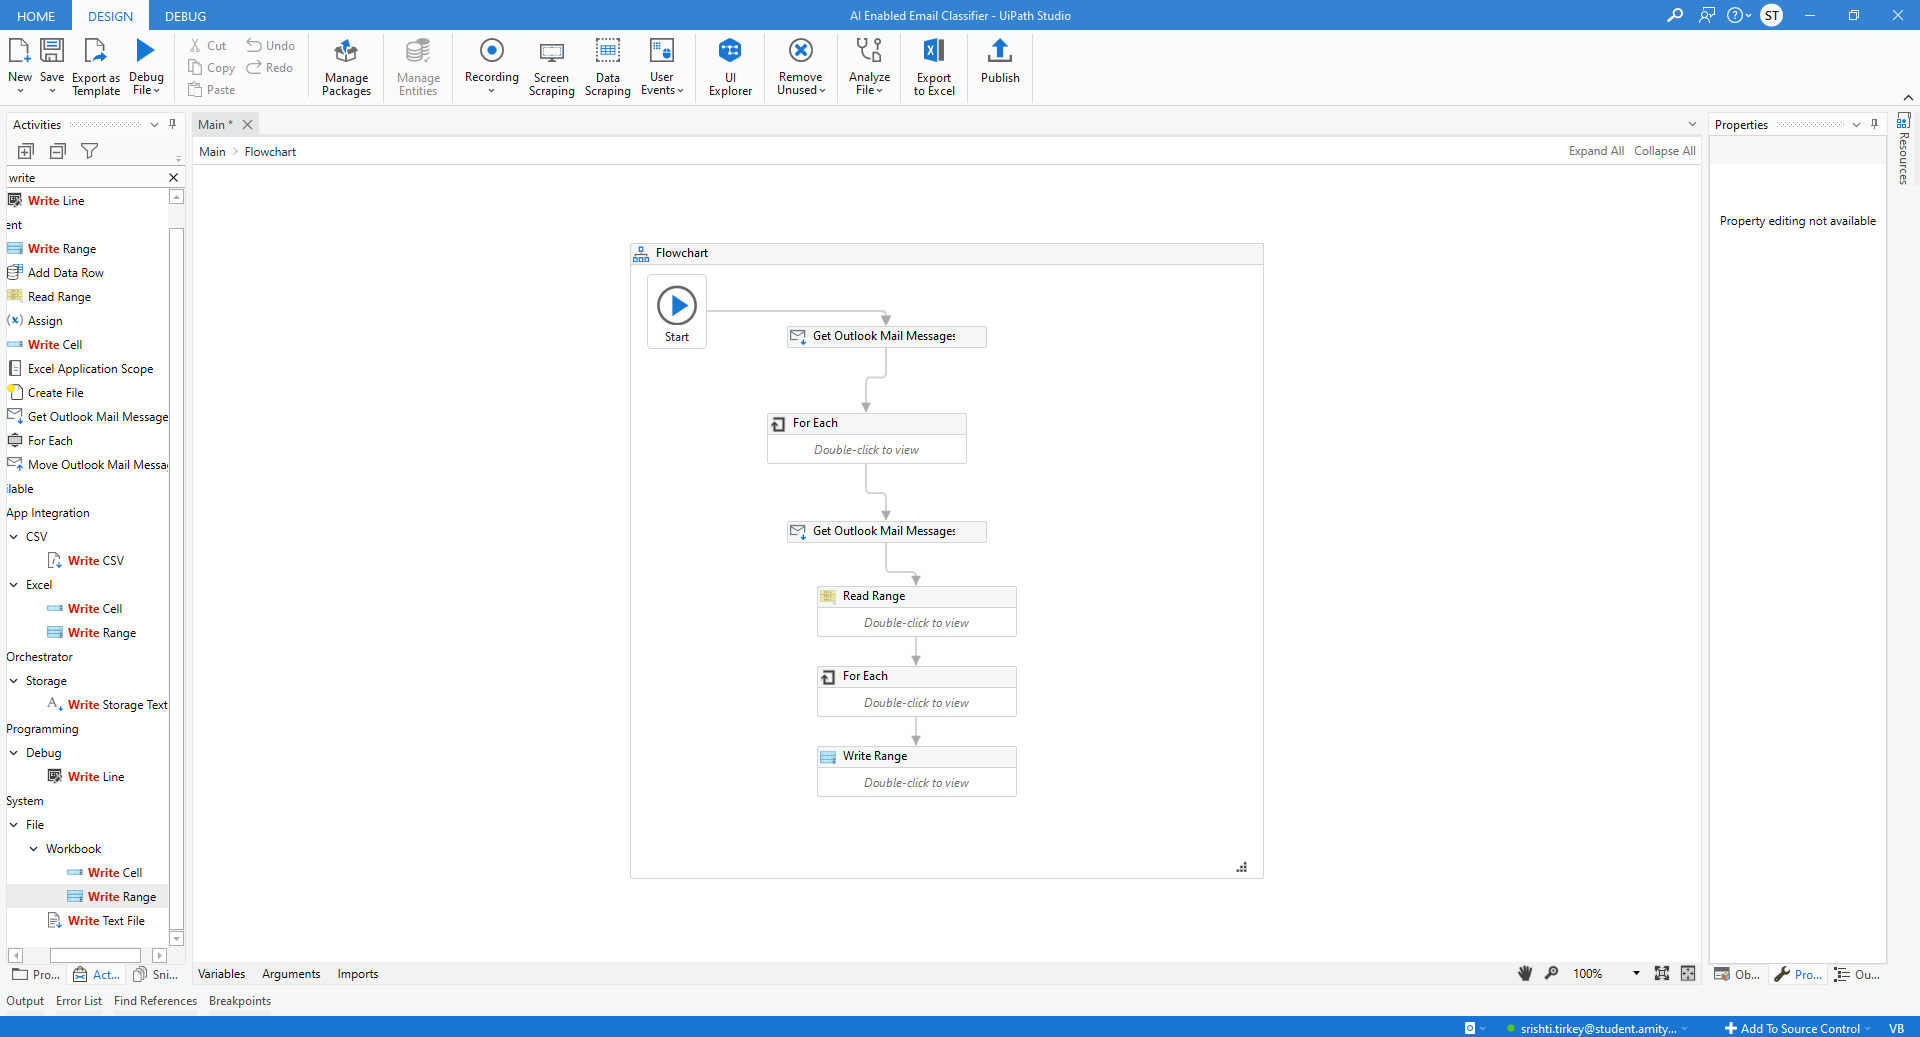 HOME DESIGN DEBUG
AI Enabled Email Classifier - UiPath Studio
ST
New
Save
Export as
Template
Debug
File
Cut
Copy
Paste
Undo
Redo
Manage
Packages
Manage
Entities
Recording
Screen
Scraping
Data
Scraping
User
Events
UI
Explorer
Remove
Unused
Analyze
File
Export
to Excel
Publish
Activities
write
Write Line
ent
Write Range
Add Data Row
Read Range
Assign
Write Cell
Excel Application Scope
Create File
Get Outlook Mail Message
For Each
Move Outlook Mail Messa
ilable
App Integration
CSV
Write CSV
Excel
Write Cell
Write Range
Orchestrator
Storage
Write Storage Text
Programming
Debug
Write Line
System
File
Workbook
Write Cell
Write Range
Write Text File
Pro...
Act...
Sni...
Main *
Main > Flowchart
Expand All Collapse All
Flowchart
Start
Get Outlook Mail Messages
For Each
Double-click to view
Get Outlook Mail Messages
Read Range
Double-click to view
For Each
Double-click to view
Write Range
Double-click to view
Variables Arguments Imports
100%
Properties
Property editing not available
Resources
Ob...
Pro...
Ou...
Output Error List Find References Breakpoints
srishti.tirkey@student.amity...
Add To Source Control
VB